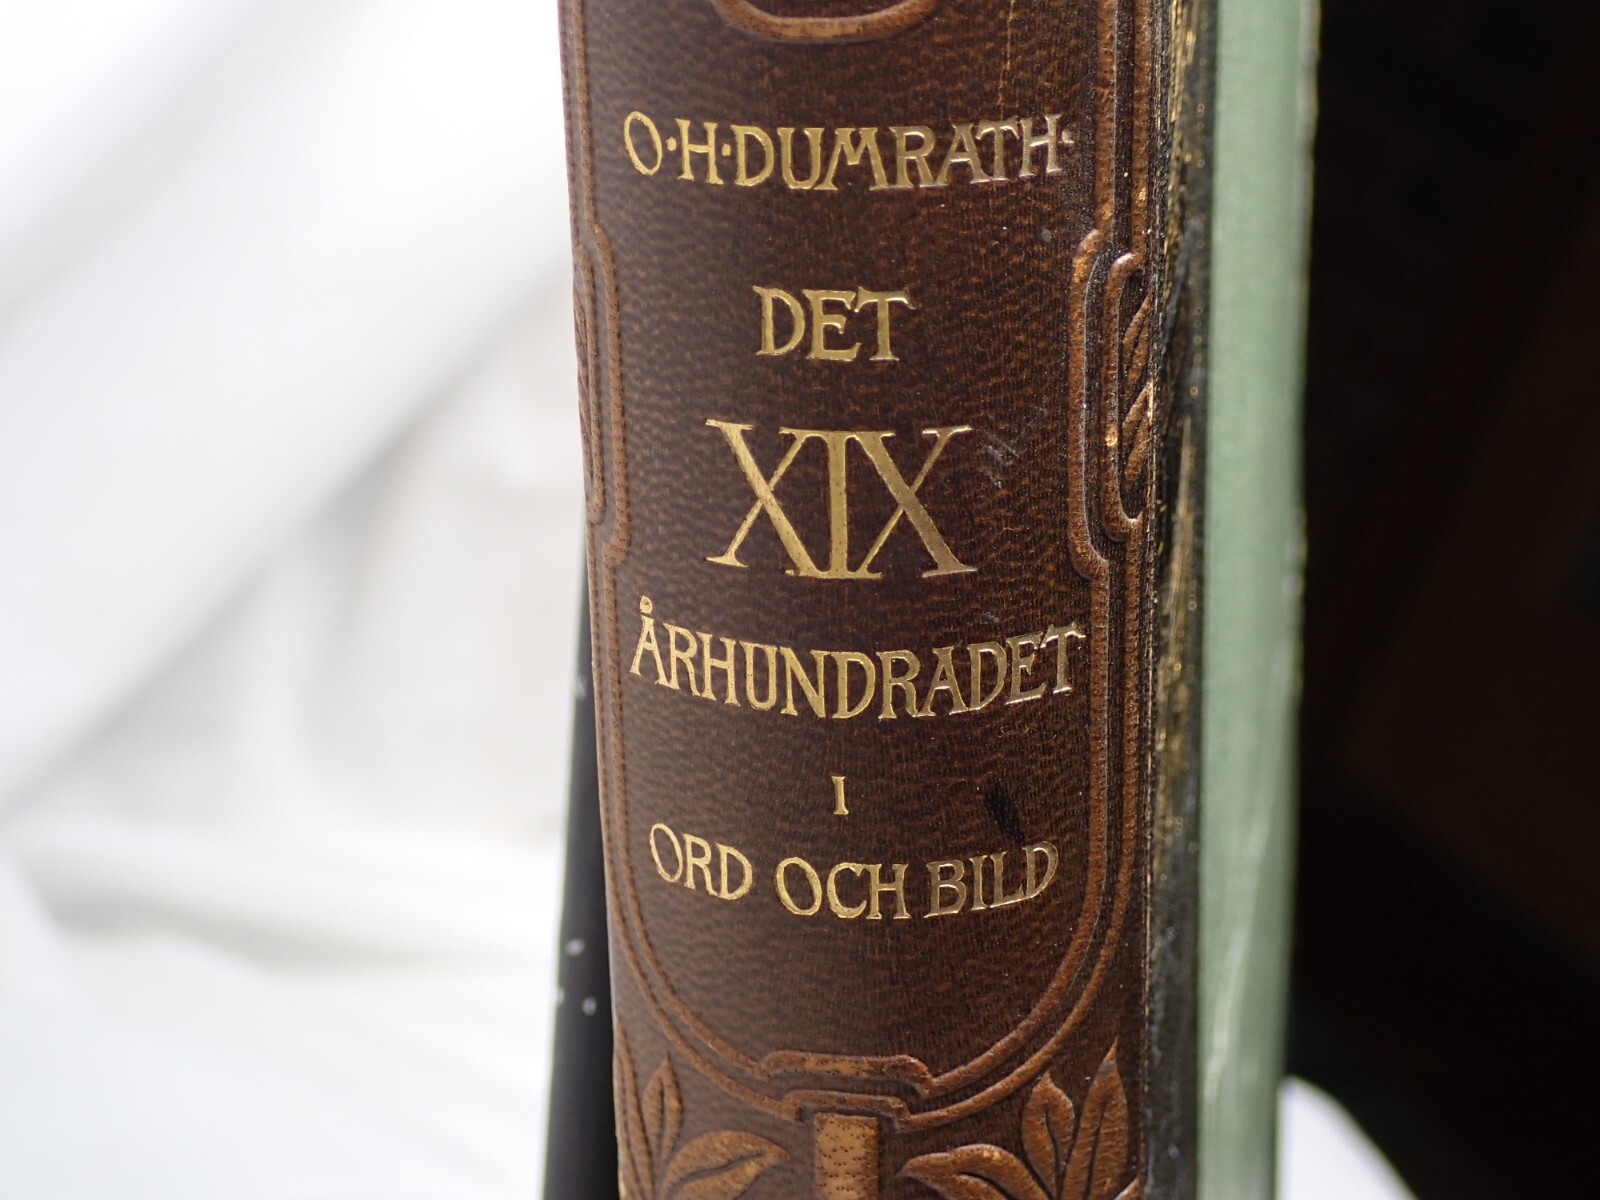 O·H·DUMRATH·
DET
XIX
ÅRHUNDRADET
I
ORD OCH BILD